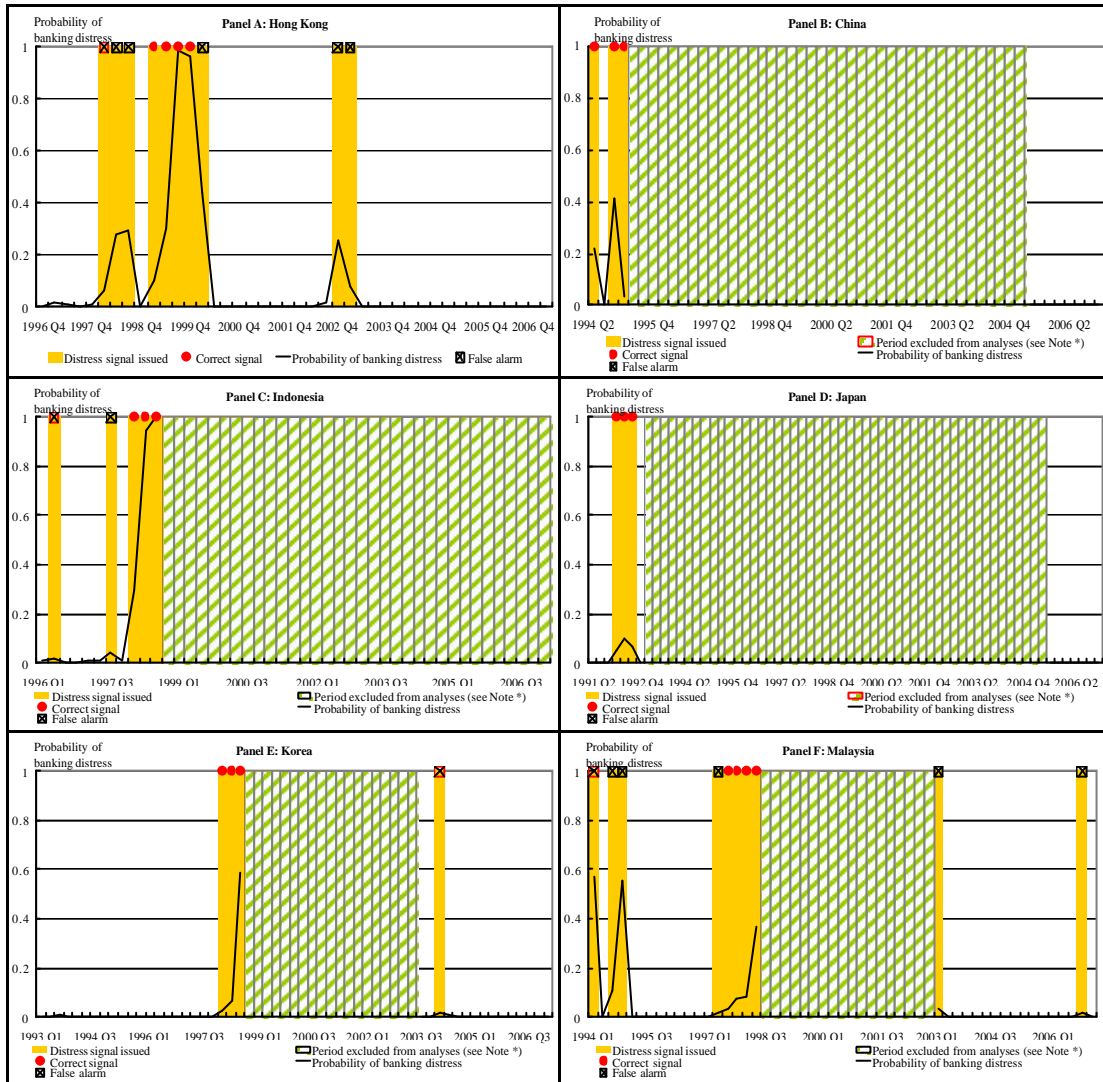 Probability of
banking distress
Panel A: Hong Kong
1
0.8
0.6
0.4
0.2
0
1996 Q4 1997 Q4 1998 Q4 1999 Q4 2000 Q4 2001 Q4 2002 Q4 2003 Q4 2004 Q4 2005 Q4 2006 Q4
Distress signal issued Correct signal Probability of banking distress False alarm
Probability of
banking distress
Panel B: China
1
0.8
0.6
0.4
0.2
0
1994 Q2 1995 Q4 1997 Q2 1998 Q4 2000 Q2 2001 Q4 2003 Q2 2004 Q4 2006 Q2
Distress signal issued Period excluded from analyses (see Note *)
Correct signal Probability of banking distress
False alarm
Probability of
banking distress
Panel C: Indonesia
1
0.8
0.6
0.4
0.2
0
1996 Q1 1997 Q3 1999 Q1 2000 Q3 2002 Q1 2003 Q3 2005 Q1 2006 Q3
Distress signal issued Period excluded from analyses (see Note *)
Correct signal Probability of banking distress
False alarm
Probability of
banking distress
Panel D: Japan
1
0.8
0.6
0.4
0.2
0
1991 Q2 1992 Q4 1994 Q2 1995 Q4 1997 Q2 1998 Q4 2000 Q2 2001 Q4 2003 Q2 2004 Q4 2006 Q2
Distress signal issued Period excluded from analyses (see Note *)
Correct signal Probability of banking distress
False alarm
Probability of
banking distress
Panel E: Korea
1
0.8
0.6
0.4
0.2
0
1993 Q1 1994 Q3 1996 Q1 1997 Q3 1999 Q1 2000 Q3 2002 Q1 2003 Q3 2005 Q1 2006 Q3
Distress signal issued Period excluded from analyses (see Note *)
Correct signal Probability of banking distress
False alarm
Probability of
banking distress
Panel F: Malaysia
1
0.8
0.6
0.4
0.2
0
1994 Q1 1995 Q3 1997 Q1 1998 Q3 2000 Q1 2001 Q3 2003 Q1 2004 Q3 2006 Q1
Distress signal issued Period excluded from analyses (see Note *)
Correct signal Probability of banking distress
False alarm